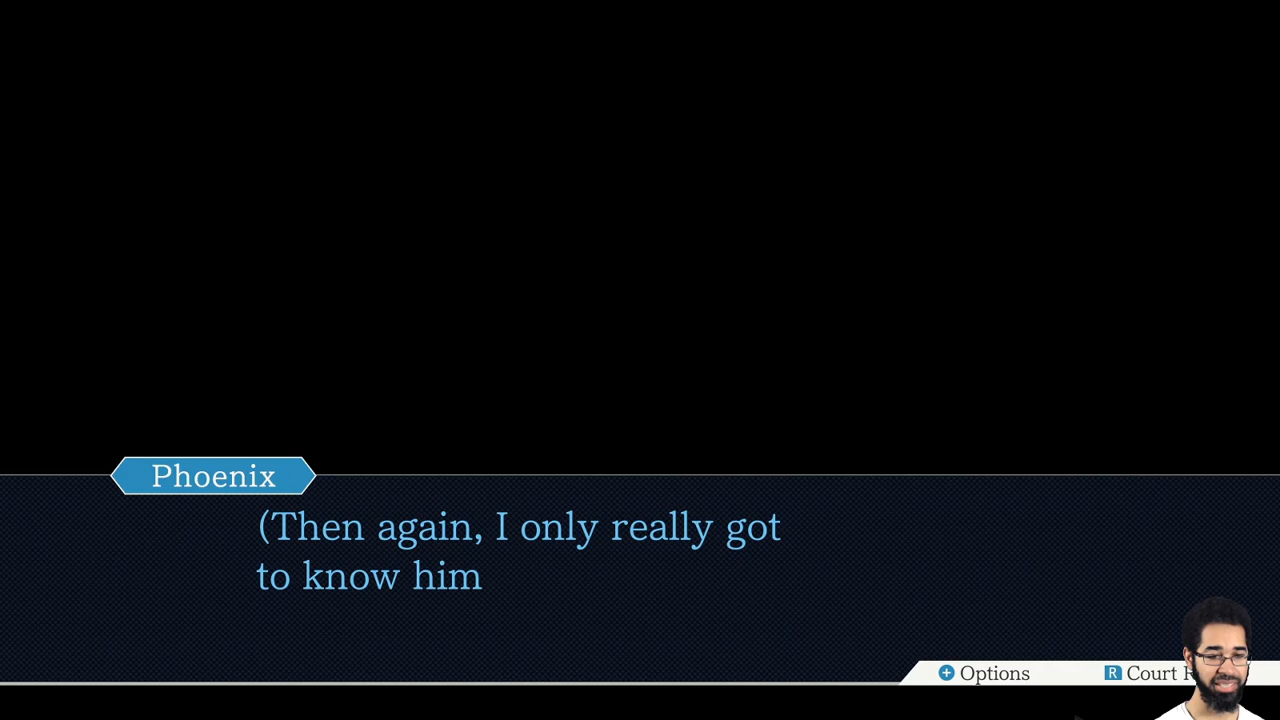 Phoenix
(Then again, I only really got
to know him
+ Options
R Court